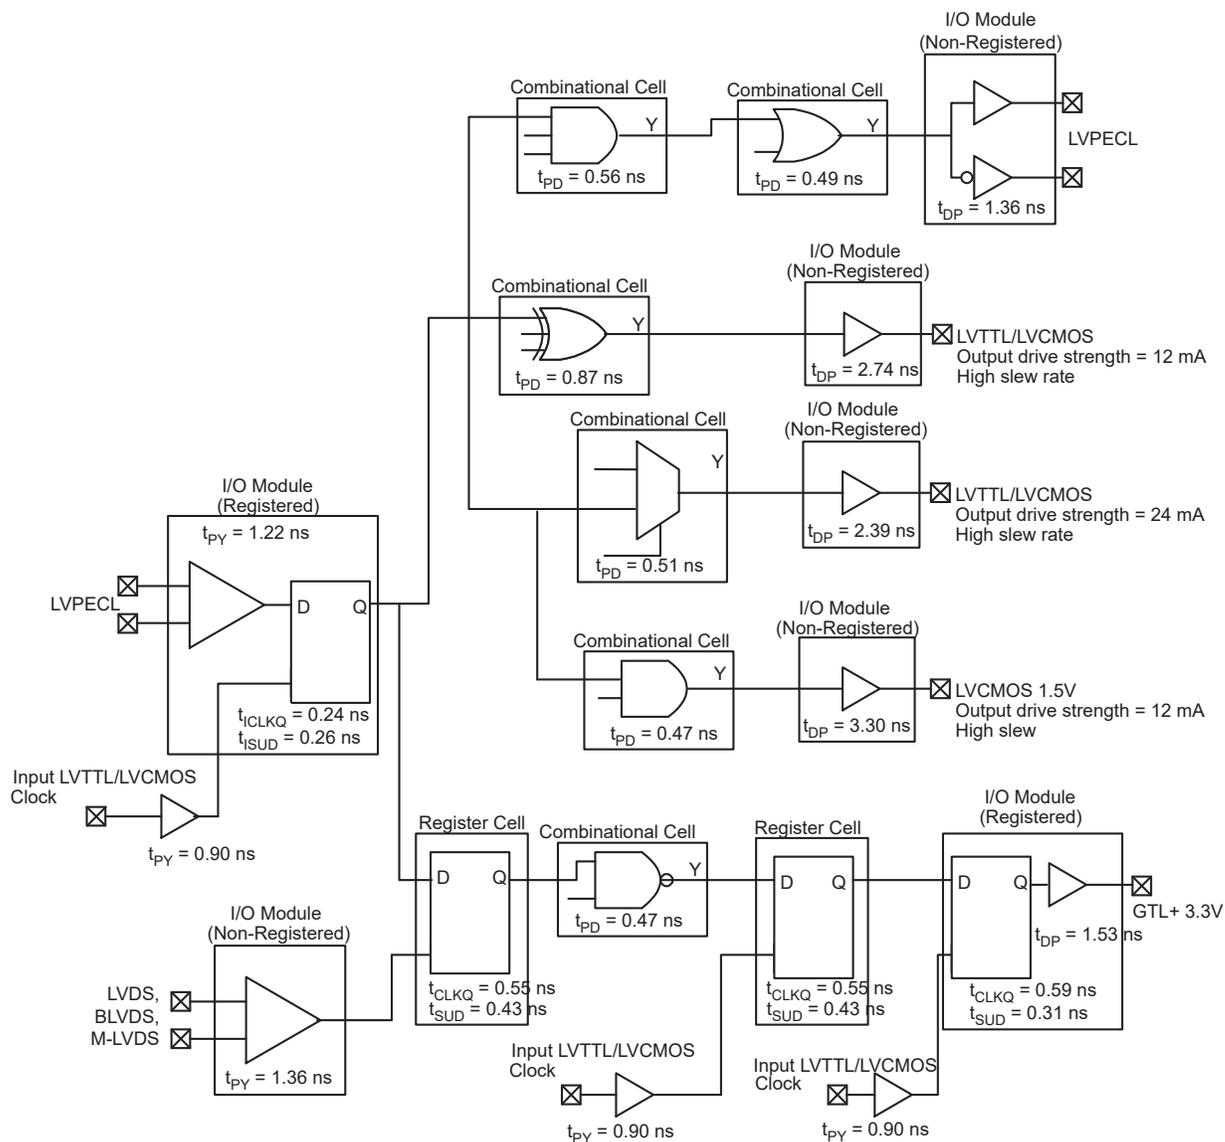 I/O Module
(Non-Registered)
Combinational Cell
Y
tPD = 0.56 ns
Combinational Cell
Y
tPD = 0.49 ns
LVPECL
tDP = 1.36 ns
I/O Module
(Non-Registered)
Combinational Cell
Y
tPD = 0.87 ns
tDP = 2.74 ns
LVTTL/LVCMOS
Output drive strength = 12 mA
High slew rate
I/O Module
(Non-Registered)
Combinational Cell
Y
tPD = 0.51 ns
tDP = 2.39 ns
LVTTL/LVCMOS
Output drive strength = 24 mA
High slew rate
I/O Module
(Registered)
tPY = 1.22 ns
LVPECL
D
Q
tICLKQ = 0.24 ns
tISUD = 0.26 ns
I/O Module
(Non-Registered)
Combinational Cell
Y
tPD = 0.47 ns
tDP = 3.30 ns
LVCMOS 1.5V
Output drive strength = 12 mA
High slew
Input LVTTL/LVCMOS
Clock
tPY = 0.90 ns
Register Cell
D
Q
tCLKQ = 0.55 ns
tSUD = 0.43 ns
Combinational Cell
Y
tPD = 0.47 ns
Register Cell
D
Q
tCLKQ = 0.55 ns
tSUD = 0.43 ns
I/O Module
(Registered)
D
Q
tDP = 1.53 ns
GTL+ 3.3V
tCLKQ = 0.59 ns
tSUD = 0.31 ns
I/O Module
(Non-Registered)
LVDS,
BLVDS,
M-LVDS
tPY = 1.36 ns
Input LVTTL/LVCMOS
Clock
tPY = 0.90 ns
Input LVTTL/LVCMOS
Clock
tPY = 0.90 ns